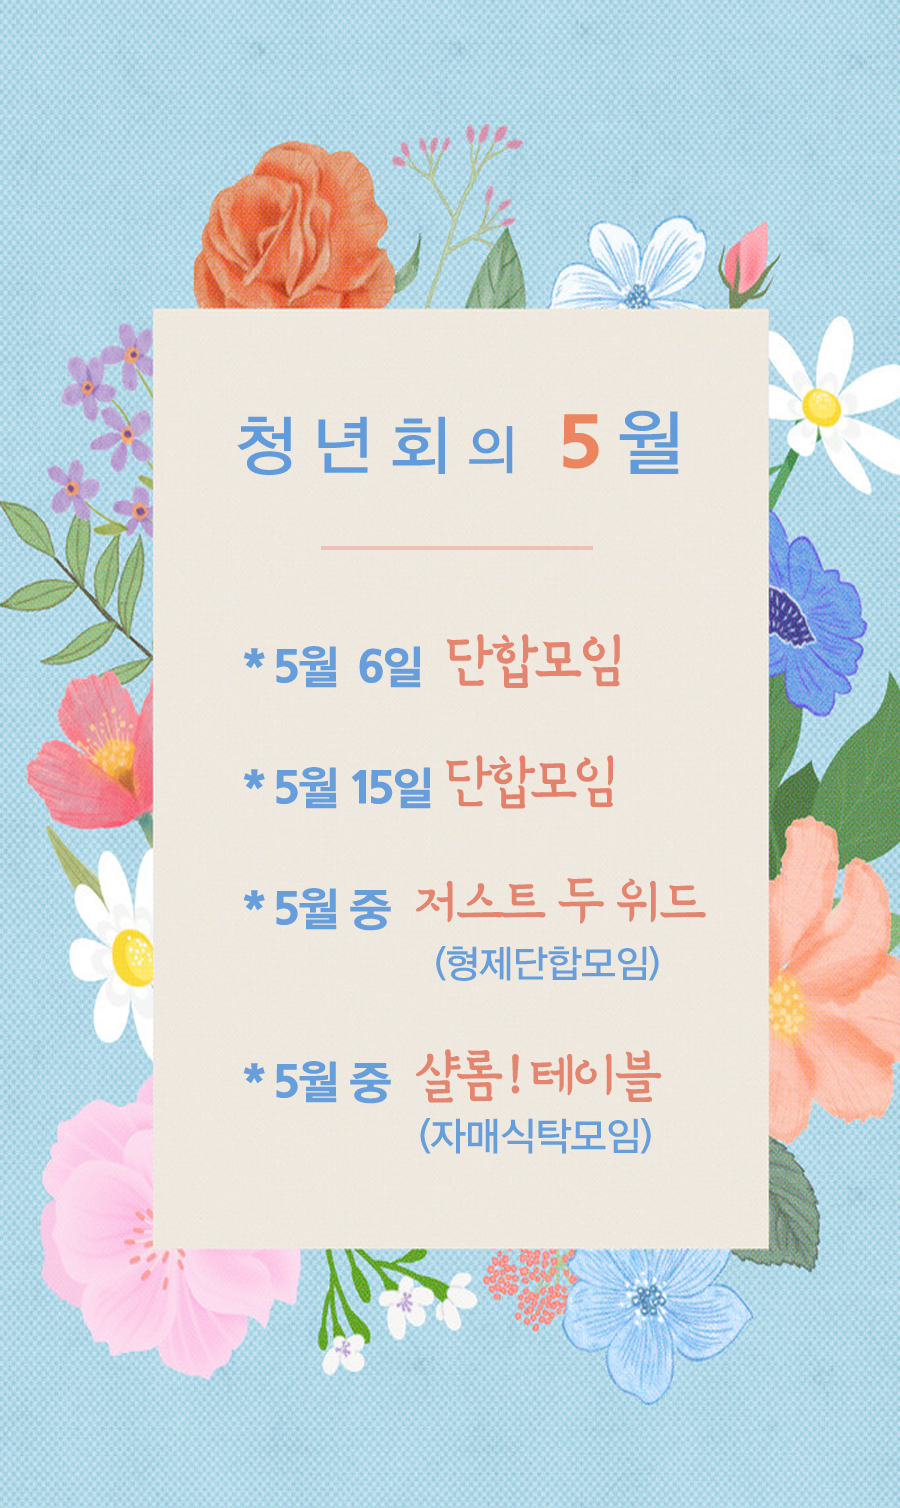 청년회의 5월
* 5월 6일 단합모임
* 5월 15일 단합모임
* 5월 중 저스트 두 위드
(형제단합모임)
* 5월 중 샬롬! 테이블
(자매식탁모임)